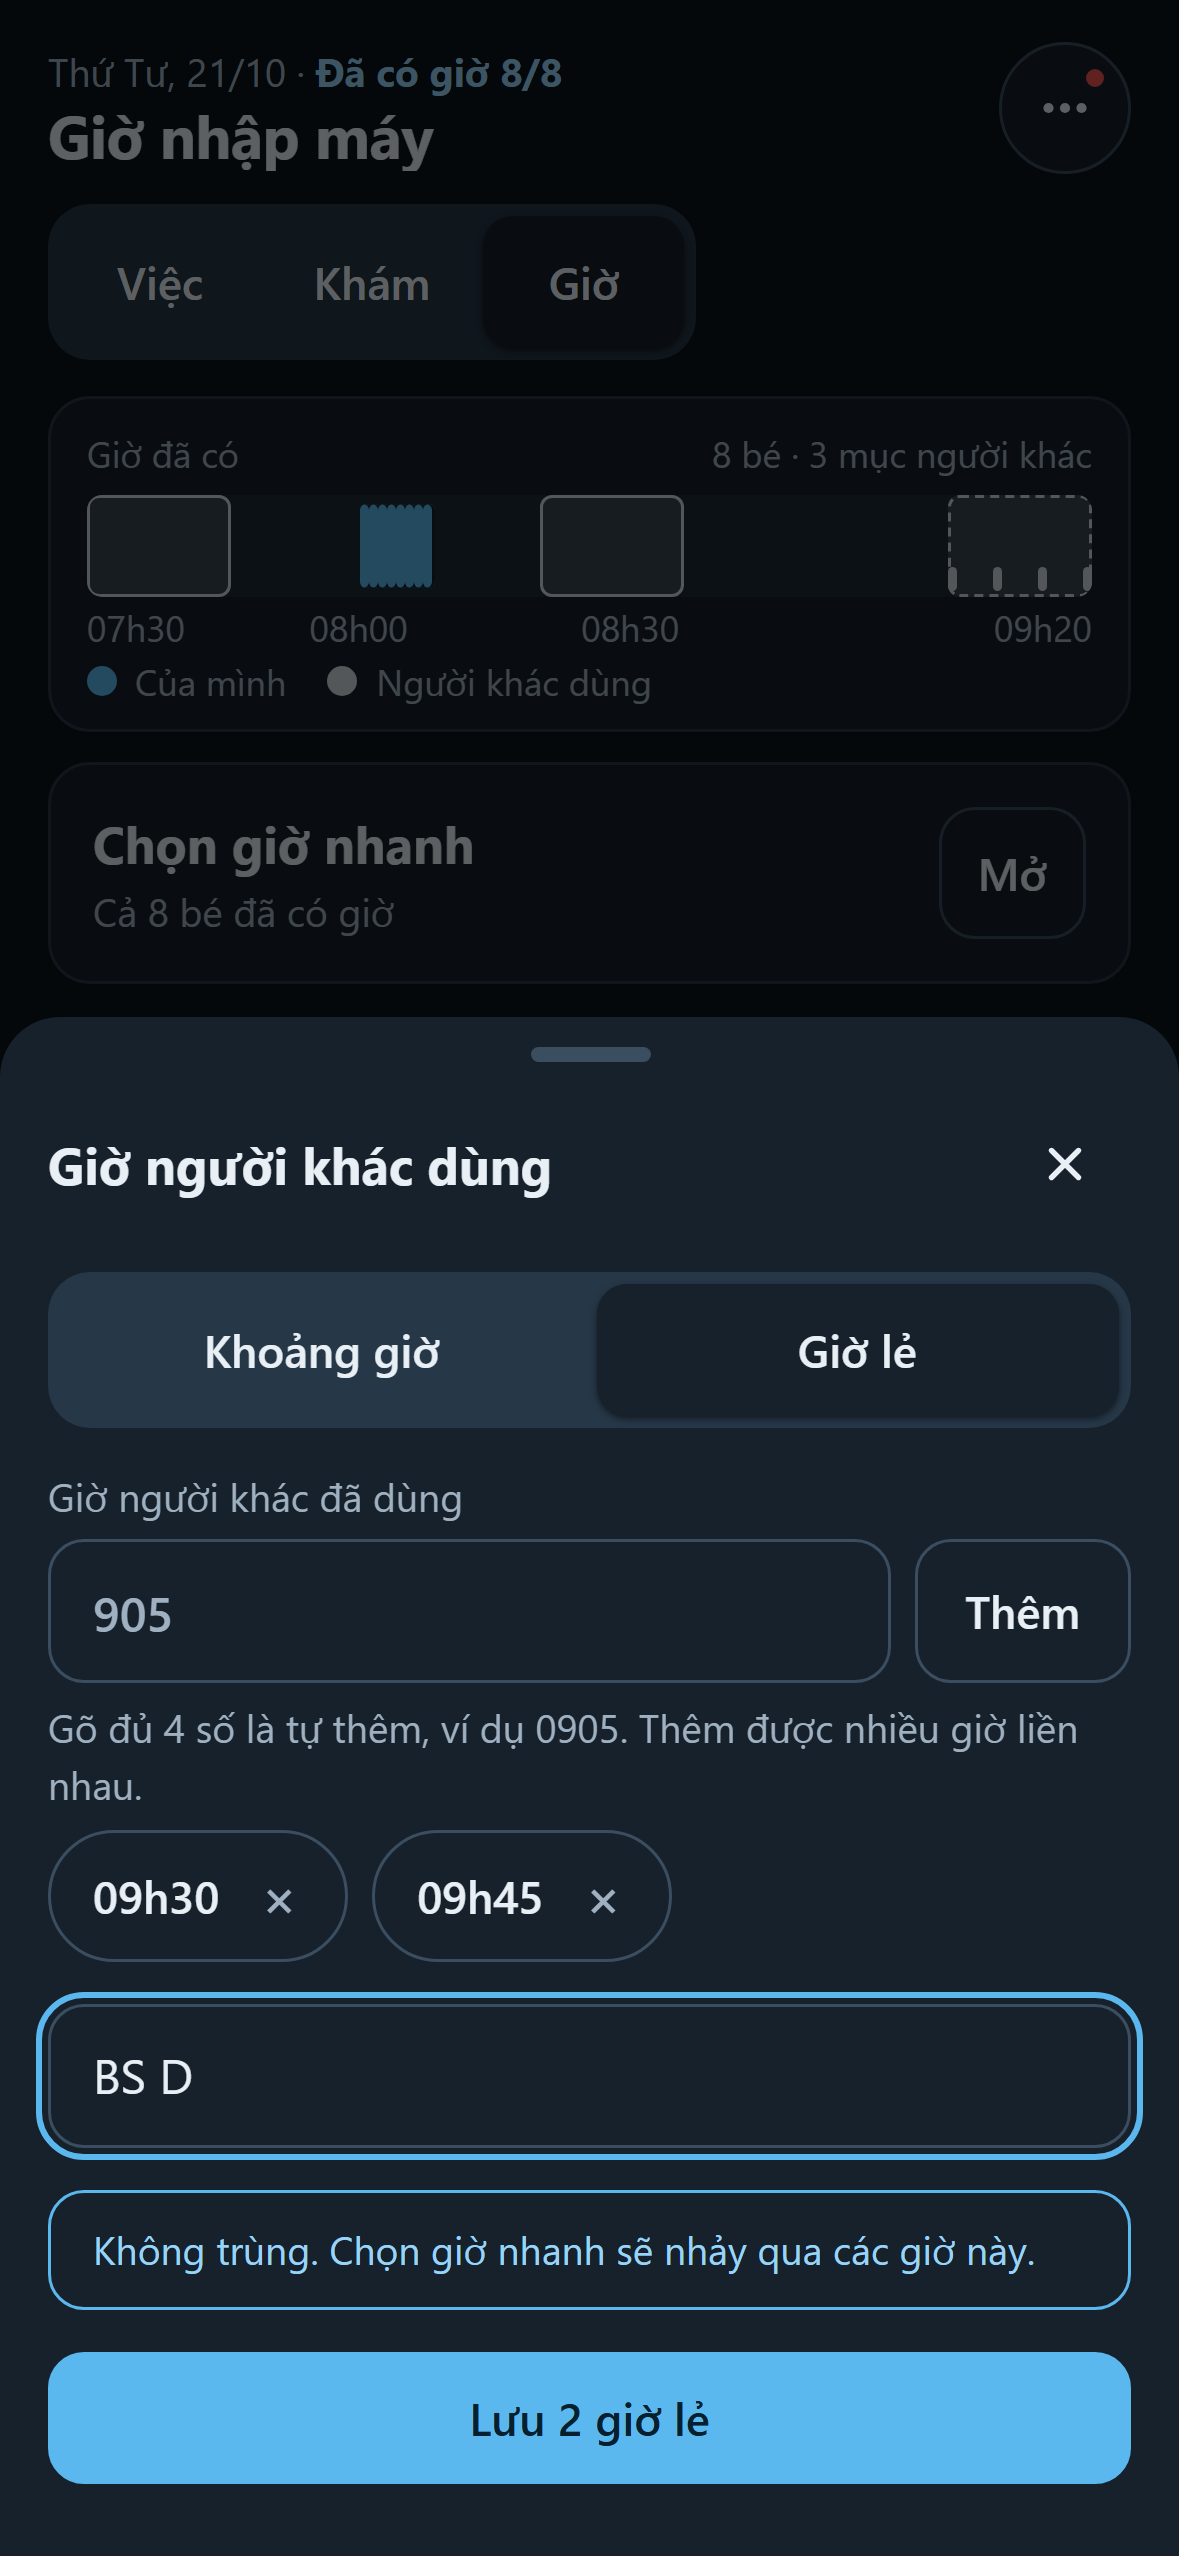 Thứ Tư, 21/10 · Đã có giờ 8/8
Giờ nhập máy
Việc
Khám
Giờ
Giờ đã có
8 bé · 3 mục người khác
07h30
08h00
08h30
09h20
Của mình
Người khác dùng
Chọn giờ nhanh
Cả 8 bé đã có giờ
Mở
Giờ người khác dùng
Khoảng giờ
Giờ lẻ
Giờ người khác đã dùng
905
Thêm
Gõ đủ 4 số là tự thêm, ví dụ 0905. Thêm được nhiều giờ liền
nhau.
09h30 ×
09h45 ×
BS D
Không trùng. Chọn giờ nhanh sẽ nhảy qua các giờ này.
Lưu 2 giờ lẻ